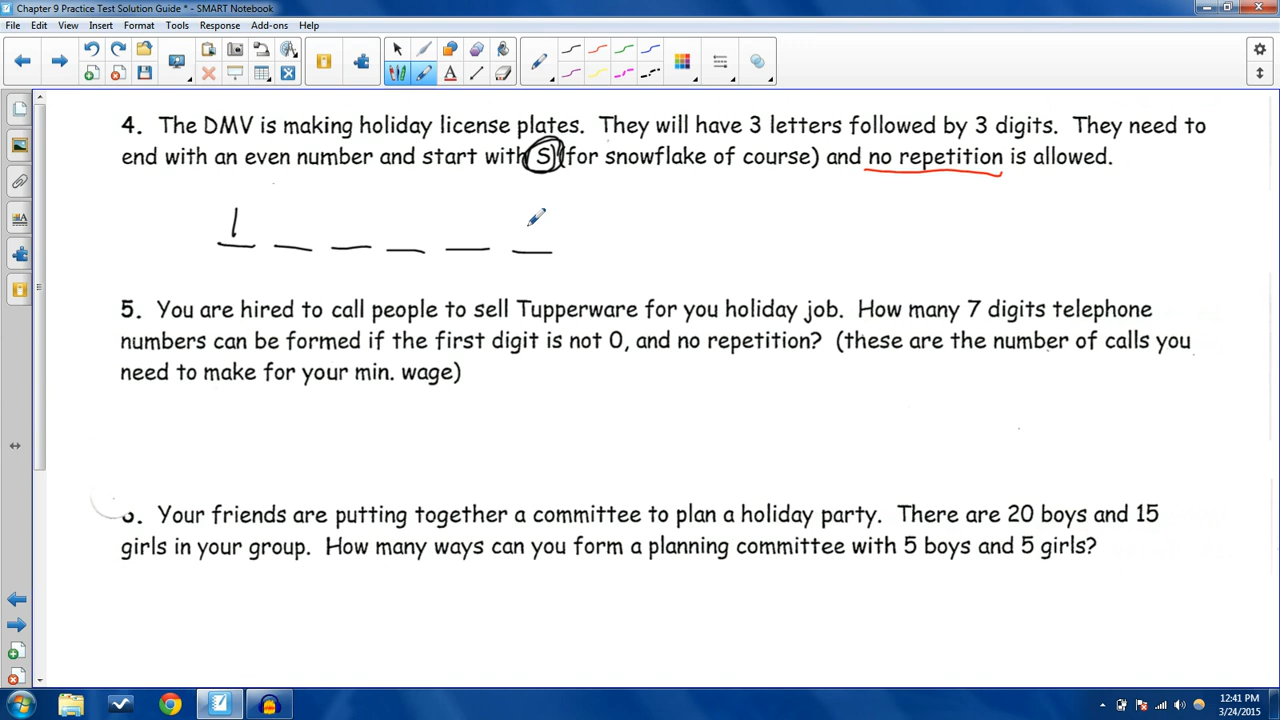 Chapter 9 Practice Test Solution Guide * - SMART Notebook
File Edit View Insert Format Tools Response Add-ons Help
4. The DMV is making holiday license plates. They will have 3 letters followed by 3 digits. They need to
end with an even number and start with S (for snowflake of course) and no repetition is allowed.
1
5. You are hired to call people to sell Tupperware for you holiday job. How many 7 digits telephone
numbers can be formed if the first digit is not 0, and no repetition? (these are the number of calls you
need to make for your min. wage)
6. Your friends are putting together a committee to plan a holiday party. There are 20 boys and 15
girls in your group. How many ways can you form a planning committee with 5 boys and 5 girls?
12:41 PM
3/24/2015